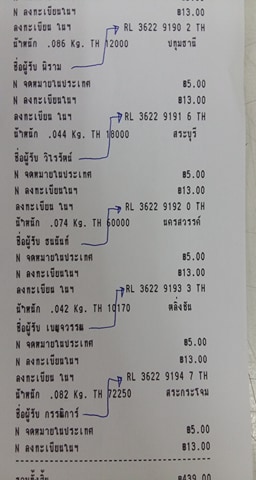 N ลงทะเบียนในฯ ฿13.00
ลงทะเบียน ในฯ RL 3622 9190 2 TH
น้ำหนัก .086 Kg. TH 12000 ปทุมธานี
ชื่อผู้รับ นิราม
N จดหมายในประเทศ ฿5.00
N ลงทะเบียนในฯ ฿13.00
ลงทะเบียน ในฯ RL 3622 9191 6 TH
น้ำหนัก .044 Kg. TH 18000 สระบุรี
ชื่อผู้รับ วิไรรัตน์
N จดหมายในประเทศ ฿5.00
N ลงทะเบียนในฯ ฿13.00
ลงทะเบียน ในฯ RL 3622 9192 0 TH
น้ำหนัก .074 Kg. TH 60000 นครสวรรค์
ชื่อผู้รับ ชนนันท์
N จดหมายในประเทศ ฿5.00
N ลงทะเบียนในฯ ฿13.00
ลงทะเบียน ในฯ RL 3622 9193 3 TH
น้ำหนัก .042 Kg. TH 10170 ตลิ่งชัน
ชื่อผู้รับ เบญจวรรณ
N จดหมายในประเทศ ฿5.00
N ลงทะเบียนในฯ ฿13.00
ลงทะเบียน ในฯ RL 3622 9194 7 TH
น้ำหนัก .082 Kg. TH 72250 สระกระโจม
ชื่อผู้รับ กรรณิการ์
N จดหมายในประเทศ ฿5.00
N ลงทะเบียนในฯ ฿13.00
รวมทั้งสิ้น ฿439.00